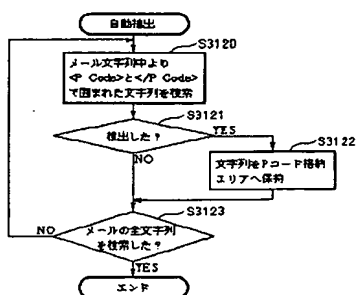 自動抽出
S3120
メール文字列中より
<P Code>と</P Code>
で囲まれた文字列を検索
S3121
検出した?
YES
NO
S3122
文字列をPコード格納
エリアへ保持
S3123
メールの全文字列
を検索した?
NO
YES
エンド